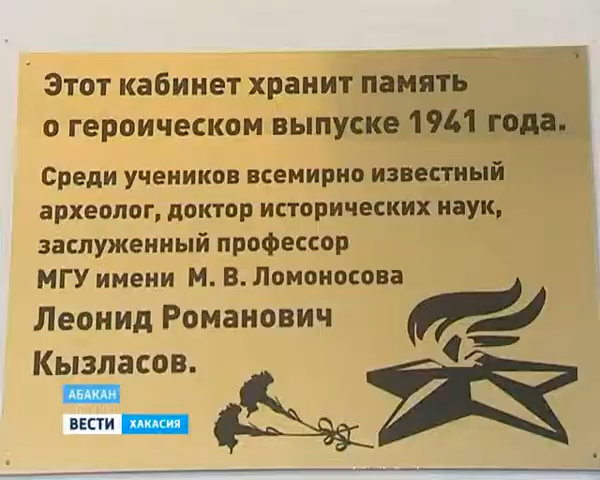 Этот кабинет хранит память
о героическом выпуске 1941 года.
Среди учеников всемирно известный
археолог, доктор исторических наук,
заслуженный профессор
МГУ имени М. В. Ломоносова
Леонид Романович
Кызласов.
АБАКАН
ВЕСТИ ХАКАСИЯ